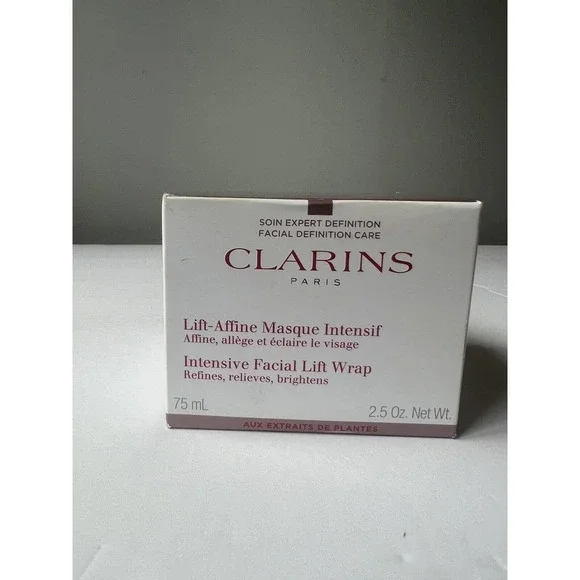 SOIN EXPERT DEFINITION
FACIAL DEFINITION CARE
CLARINS
PARIS
Lift-Affine Masque Intensif
Affine, allège et éclaire le visage
Intensive Facial Lift Wrap
Refines, relieves, brightens
75 mL 2.5 Oz. Net Wt.
AUX EXTRAITS DE PLANTES